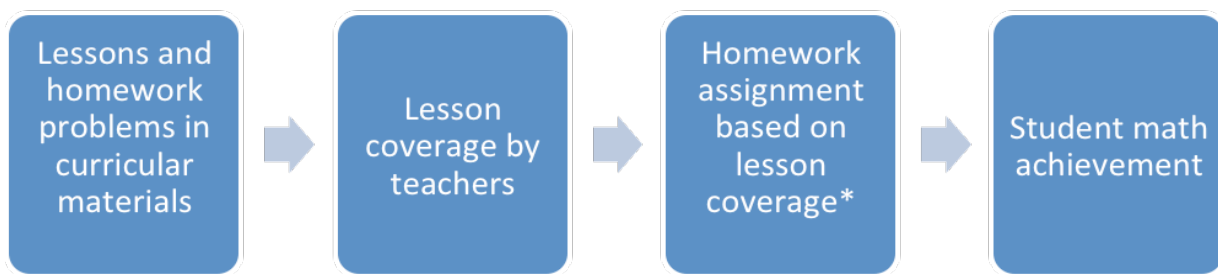 Lessons and
homework
problems in
curricular
materials
Lesson
coverage by
teachers
Homework
assignment
based on
lesson
coverage*
Student math
achievement